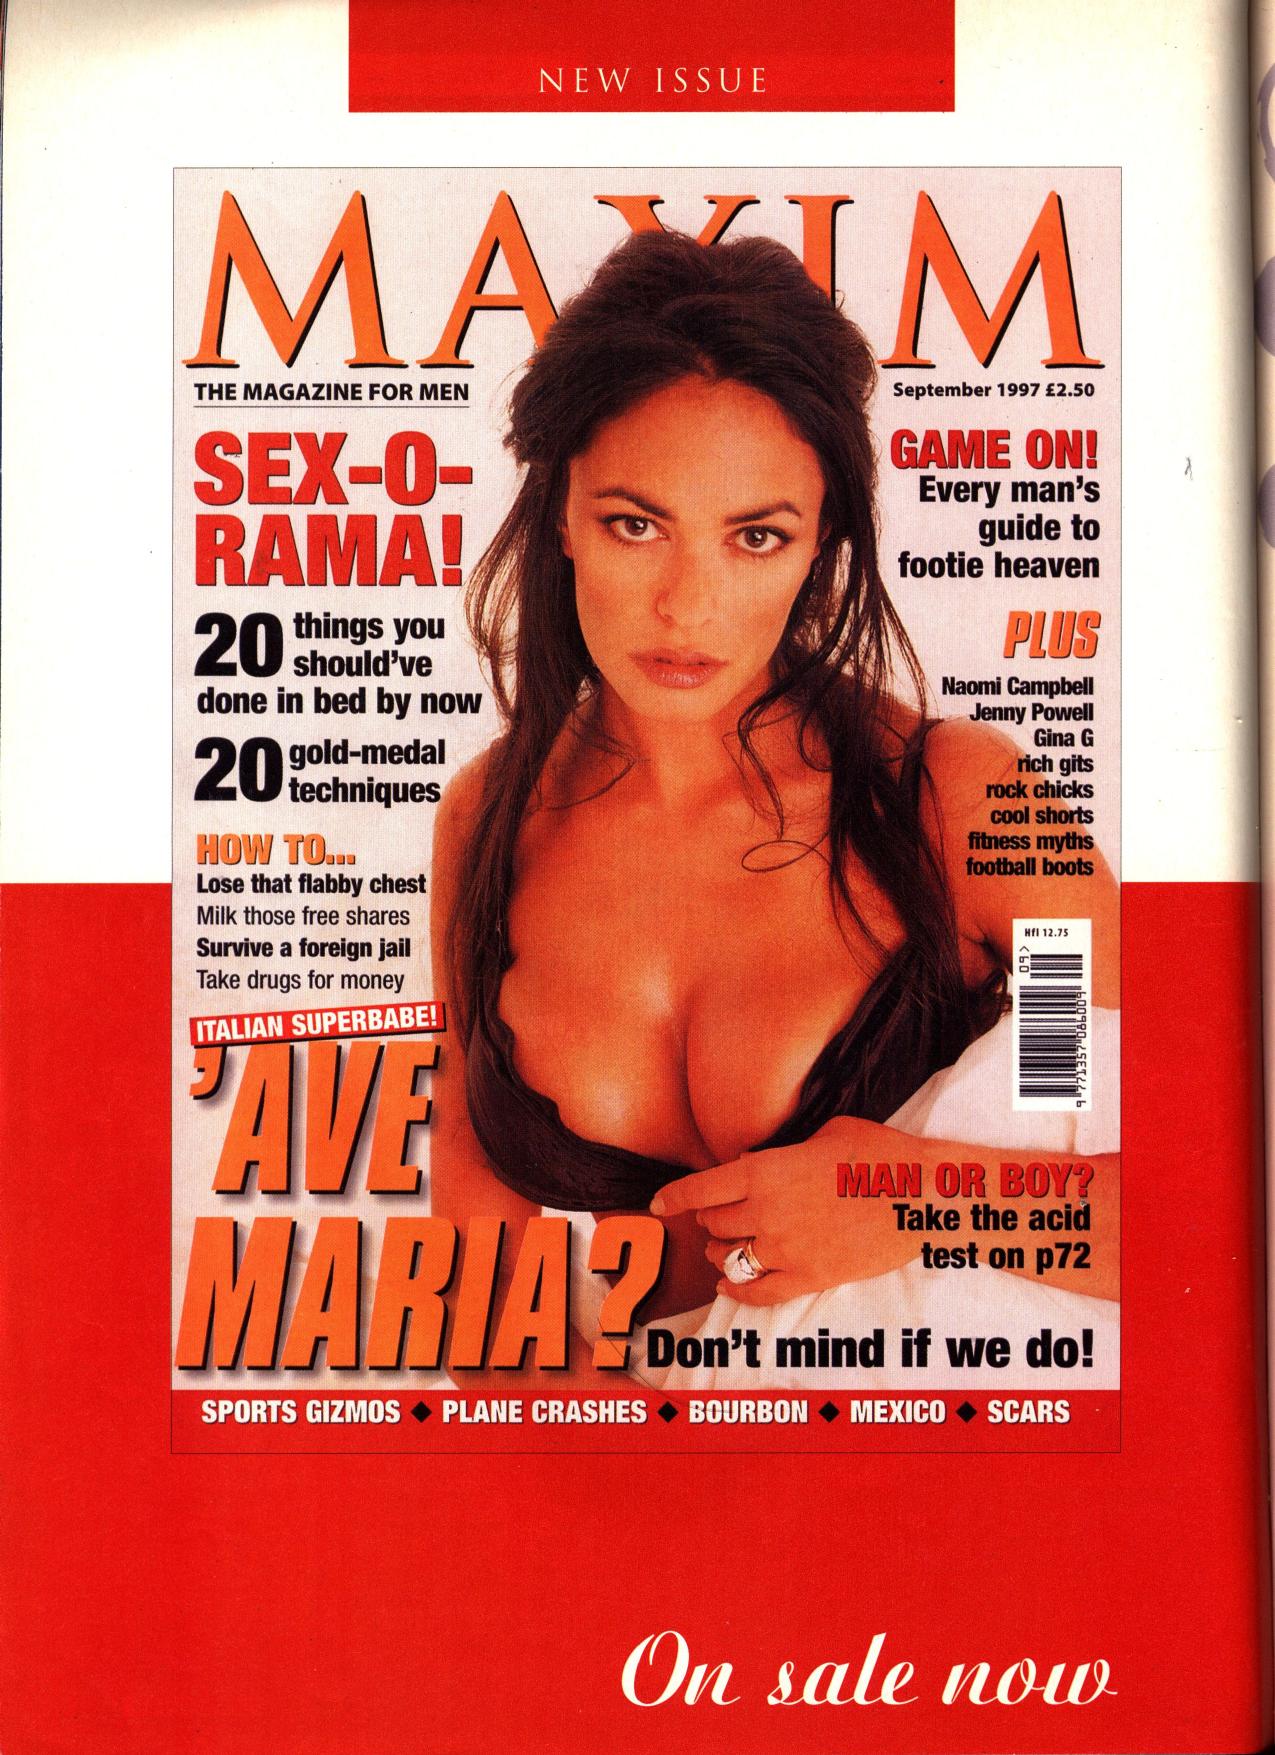 NEW ISSUE
MAXIM
THE MAGAZINE FOR MEN
September 1997 £2.50
SEX-O-
RAMA!
20 things you
should've
done in bed by now
20 gold-medal
techniques
HOW TO...
Lose that flabby chest
Milk those free shares
Survive a foreign jail
Take drugs for money
ITALIAN SUPERBABE!
'AVE
MARIA?
Don't mind if we do!
GAME ON!
Every man's
guide to
footie heaven
PLUS
Naomi Campbell
Jenny Powell
Gina G
rich gits
rock chicks
cool shorts
fitness myths
football boots
Hfl 12.75
09>
9 771357 086009
MAN OR BOY?
Take the acid
test on p72
SPORTS GIZMOS ◆ PLANE CRASHES ◆ BOURBON ◆ MEXICO ◆ SCARS
On sale now